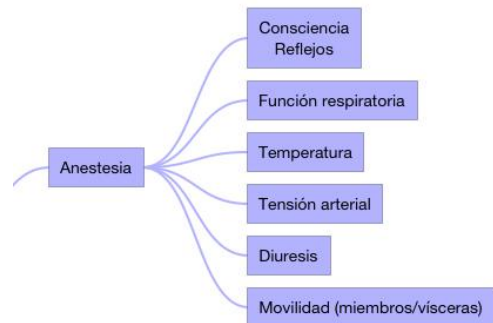 Consciencia
Reflejos
Función respiratoria
Temperatura
Anestesia
Tensión arterial
Diuresis
Movilidad (miembros/vísceras)